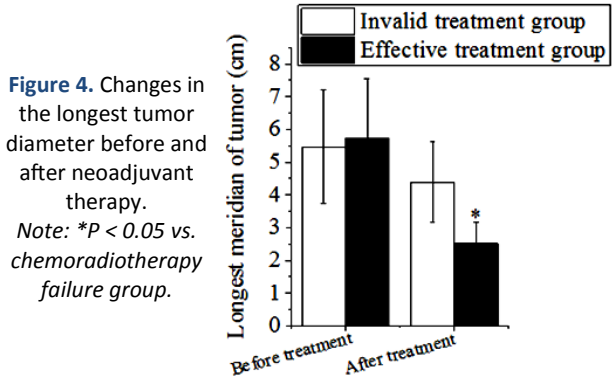 Figure 4. Changes in
the longest tumor
diameter before and
after neoadjuvant
therapy.
Note: *P < 0.05 vs.
chemoradiotherapy
failure group.
Invalid treatment group
Effective treatment group
Longest meridian of tumor (cm)
8
7
6
5
4
3
2
1
0
*
Before treatment
After treatment